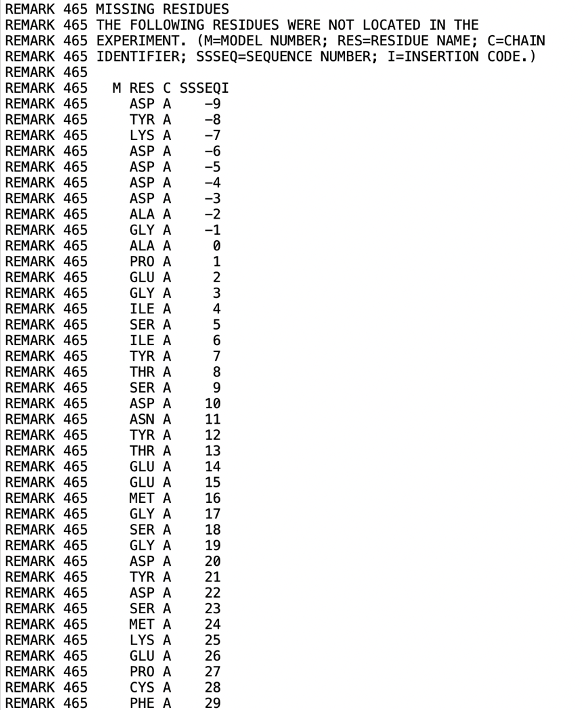 REMARK 465 MISSING RESIDUES
REMARK 465 THE FOLLOWING RESIDUES WERE NOT LOCATED IN THE
REMARK 465 EXPERIMENT. (M=MODEL NUMBER; RES=RESIDUE NAME; C=CHAIN
REMARK 465 IDENTIFIER; SSSEQ=SEQUENCE NUMBER; I=INSERTION CODE.)
REMARK 465
REMARK 465   M RES C SSSEQI
REMARK 465     ASP A    -9
REMARK 465     TYR A    -8
REMARK 465     LYS A    -7
REMARK 465     ASP A    -6
REMARK 465     ASP A    -5
REMARK 465     ASP A    -4
REMARK 465     ASP A    -3
REMARK 465     ALA A    -2
REMARK 465     GLY A    -1
REMARK 465     ALA A     0
REMARK 465     PRO A     1
REMARK 465     GLU A     2
REMARK 465     GLY A     3
REMARK 465     ILE A     4
REMARK 465     SER A     5
REMARK 465     ILE A     6
REMARK 465     TYR A     7
REMARK 465     THR A     8
REMARK 465     SER A     9
REMARK 465     ASP A    10
REMARK 465     ASN A    11
REMARK 465     TYR A    12
REMARK 465     THR A    13
REMARK 465     GLU A    14
REMARK 465     GLU A    15
REMARK 465     MET A    16
REMARK 465     GLY A    17
REMARK 465     SER A    18
REMARK 465     GLY A    19
REMARK 465     ASP A    20
REMARK 465     TYR A    21
REMARK 465     ASP A    22
REMARK 465     SER A    23
REMARK 465     MET A    24
REMARK 465     LYS A    25
REMARK 465     GLU A    26
REMARK 465     PRO A    27
REMARK 465     CYS A    28
REMARK 465     PHE A    29